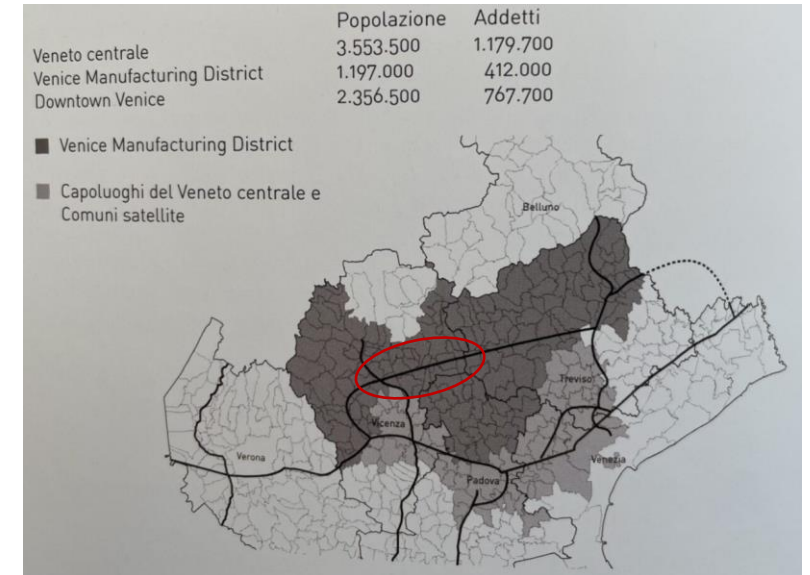 Popolazione Addetti
Veneto centrale 3.553.500 1.179.700
Venice Manufacturing District 1.197.000 412.000
Downtown Venice 2.356.500 767.700
Venice Manufacturing District
Capoluoghi del Veneto centrale e
Comuni satellite
Belluno
Treviso
Vicenza
Verona
Venezia
Padova